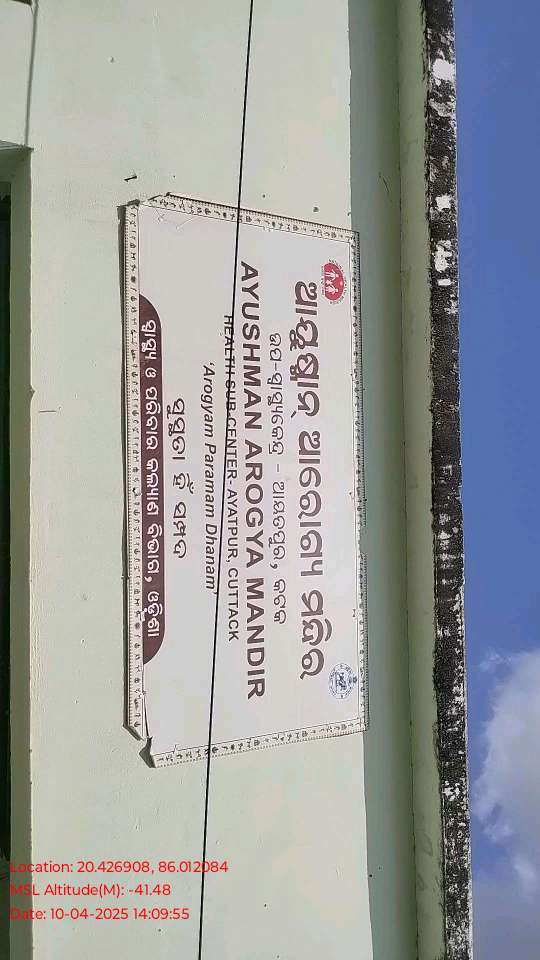 ଆୟୁଷ୍ମାନ୍ ଆରୋଗ୍ୟ ମନ୍ଦିର
ଉପ-ସ୍ୱାସ୍ଥ୍ୟକେନ୍ଦ୍ର - ଆୟତପୁର, କଟକ
AYUSHMAN AROGYA MANDIR
HEALTH SUB CENTER- AYATPUR, CUTTACK
'Arogyam Paramam Dhanam'
ସୁସ୍ଥତା ହିଁ ସମ୍ପଦ
ସ୍ୱାସ୍ଥ୍ୟ ଓ ପରିବାର କଲ୍ୟାଣ ବିଭାଗ, ଓଡ଼ିଶା
Location: 20.426908, 86.012084
MSL Altitude(M): -41.48
Date: 10-04-2025 14:09:55